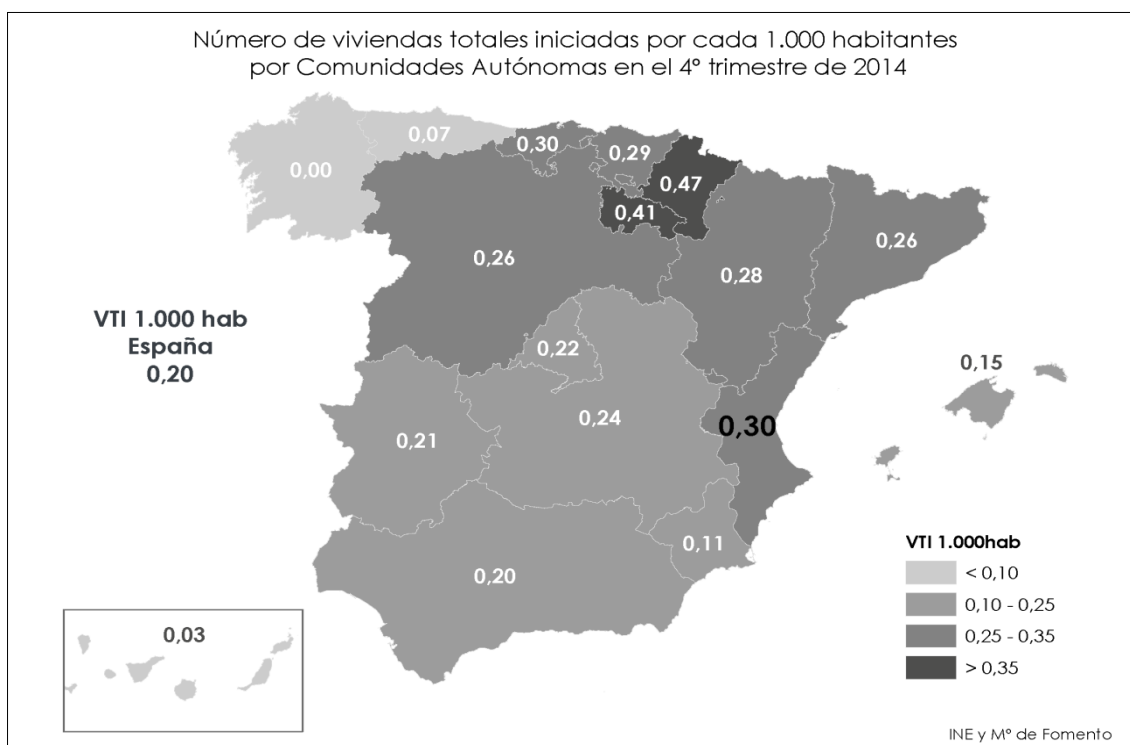 Número de viviendas totales iniciadas por cada 1.000 habitantes
por Comunidades Autónomas en el 4º trimestre de 2014
0,07
0,30
0,29
0,00
0,47
0,41
0,26
0,26
0,28
VTI 1.000 hab
España
0,20
0,22
0,15
0,24
0,30
0,21
0,11
0,20
VTI 1.000hab
< 0,10
0,10 - 0,25
0,25 - 0,35
> 0,35
0,03
INE y Mº de Fomento